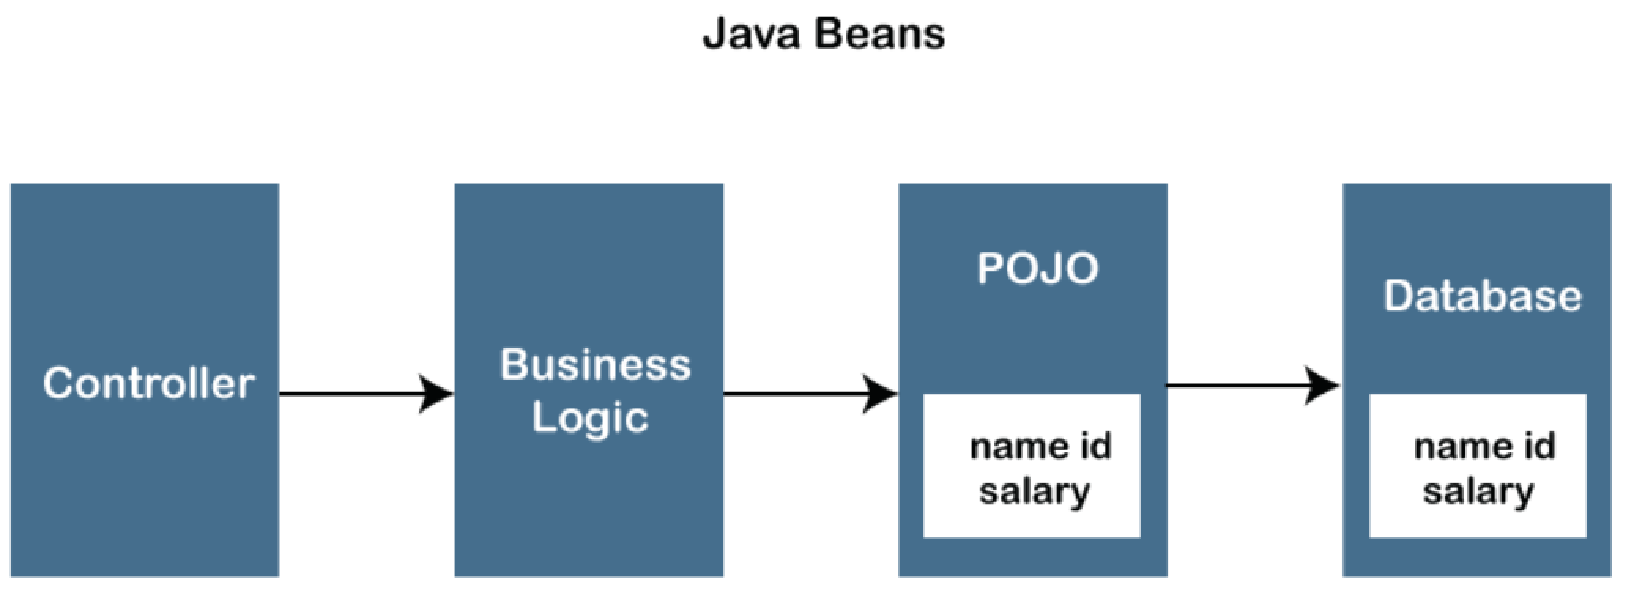 Java Beans
Controller
Business
Logic
POJO
name id
salary
Database
name id
salary